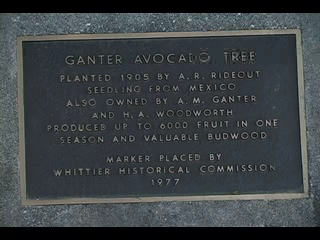 GANTER AVOCADO TREE
PLANTED 1905 BY A. R. RIDEOUT
SEEDLING FROM MEXICO
ALSO OWNED BY A. M. GANTER
AND H. A. WOODWORTH
PRODUCED UP TO 6000 FRUIT IN ONE
SEASON AND VALUABLE BUDWOOD
MARKER PLACED BY
WHITTIER HISTORICAL COMMISSION
1977